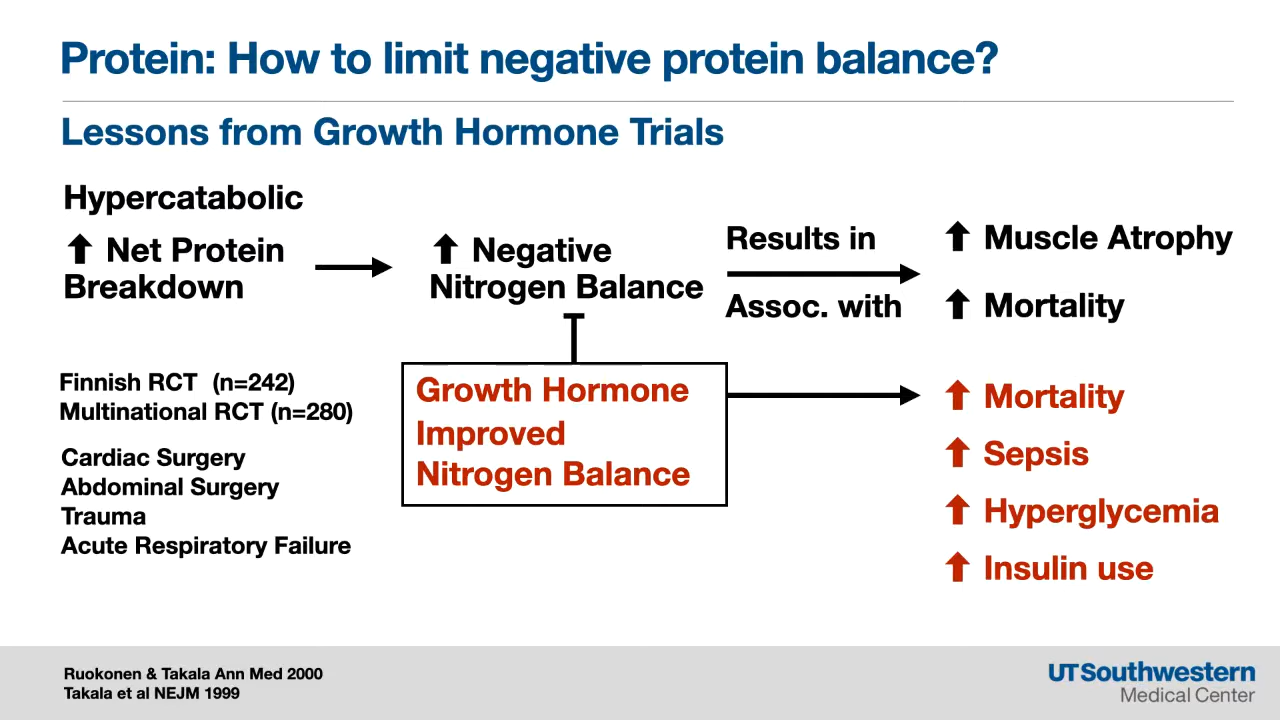 Protein: How to limit negative protein balance?
Lessons from Growth Hormone Trials
Hypercatabolic
⬆ Net Protein
Breakdown
⬆ Negative
Nitrogen Balance
Results in
Assoc. with
⬆ Muscle Atrophy
⬆ Mortality
Finnish RCT (n=242)
Multinational RCT (n=280)
Cardiac Surgery
Abdominal Surgery
Trauma
Acute Respiratory Failure
Growth Hormone
Improved
Nitrogen Balance
⬆ Mortality
⬆ Sepsis
⬆ Hyperglycemia
⬆ Insulin use
Ruokonen & Takala Ann Med 2000
Takala et al NEJM 1999
UTSouthwestern
Medical Center